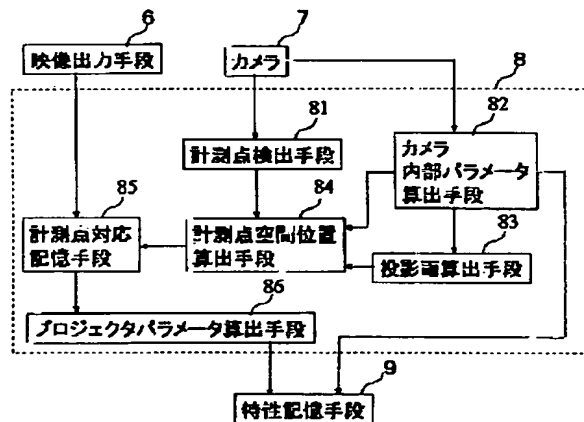 6
映像出力手段
7
カメラ
8
81
計測点検出手段
82
カメラ
内部パラメータ
算出手段
85
計測点対応
記憶手段
84
計測点空間位置
算出手段
83
投影画算出手段
86
プロジェクタパラメータ算出手段
9
特性記憶手段